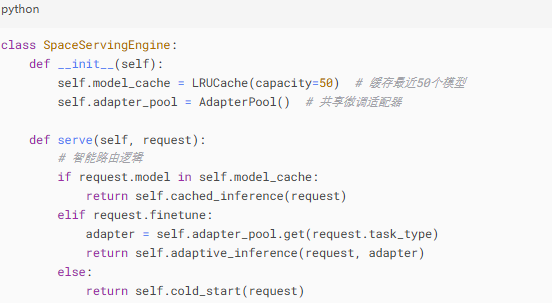 python
class SpaceServingEngine:
    def __init__(self):
        self.model_cache = LRUCache(capacity=50)  # 缓存最近50个模型
        self.adapter_pool = AdapterPool()  # 共享微调适配器

    def serve(self, request):
        # 智能路由逻辑
        if request.model in self.model_cache:
            return self.cached_inference(request)
        elif request.finetune:
            adapter = self.adapter_pool.get(request.task_type)
            return self.adaptive_inference(request, adapter)
        else:
            return self.cold_start(request)